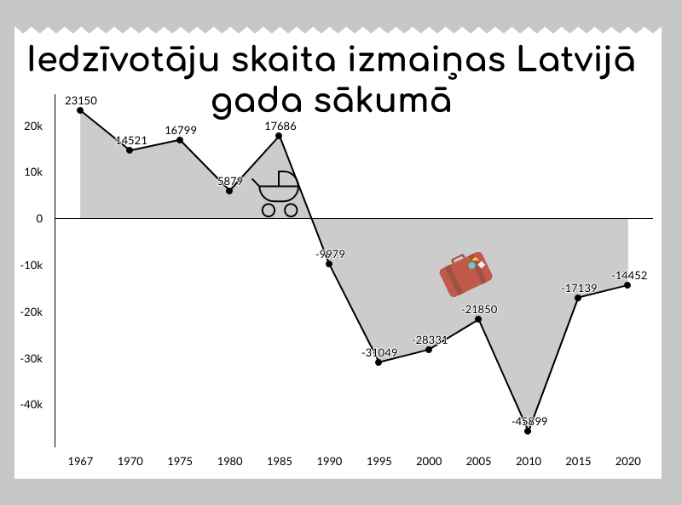 Iedzīvotāju skaita izmaiņas Latvijā
gada sākumā
23150
14521
16799
5879
17686
-9979
-31049
-28331
-21850
-45899
-17139
-14452
20k
10k
0
-10k
-20k
-30k
-40k
1967 1970 1975 1980 1985 1990 1995 2000 2005 2010 2015 2020